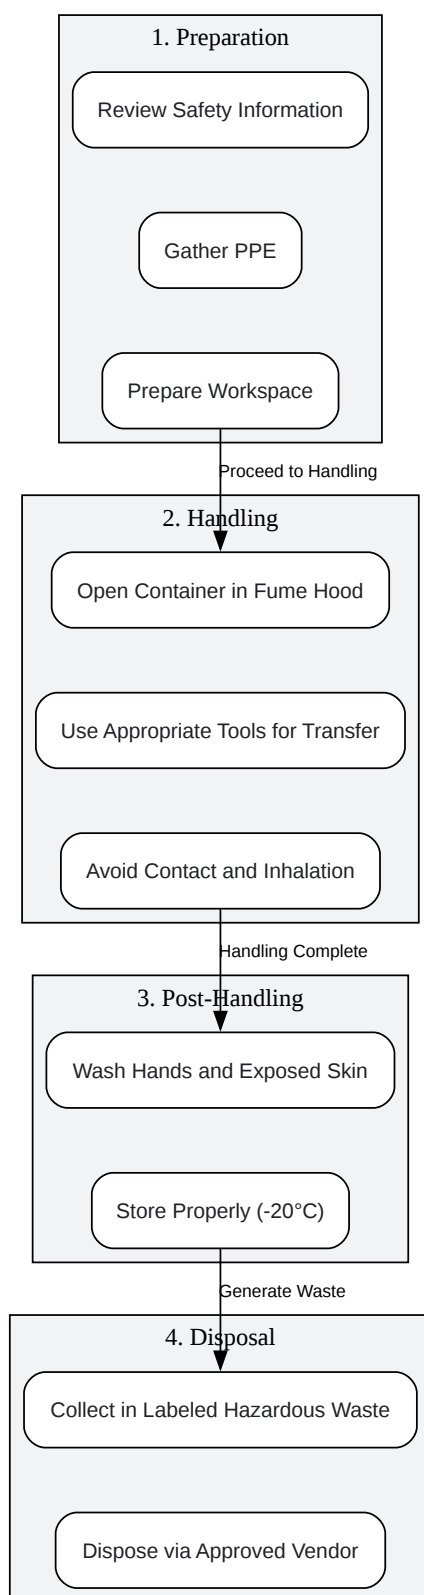 1. Preparation
Review Safety Information
Gather PPE
Prepare Workspace
Proceed to Handling
2. Handling
Open Container in Fume Hood
Use Appropriate Tools for Transfer
Avoid Contact and Inhalation
Handling Complete
3. Post-Handling
Wash Hands and Exposed Skin
Store Properly (-20°C)
Generate Waste
4. Disposal
Collect in Labeled Hazardous Waste
Dispose via Approved Vendor